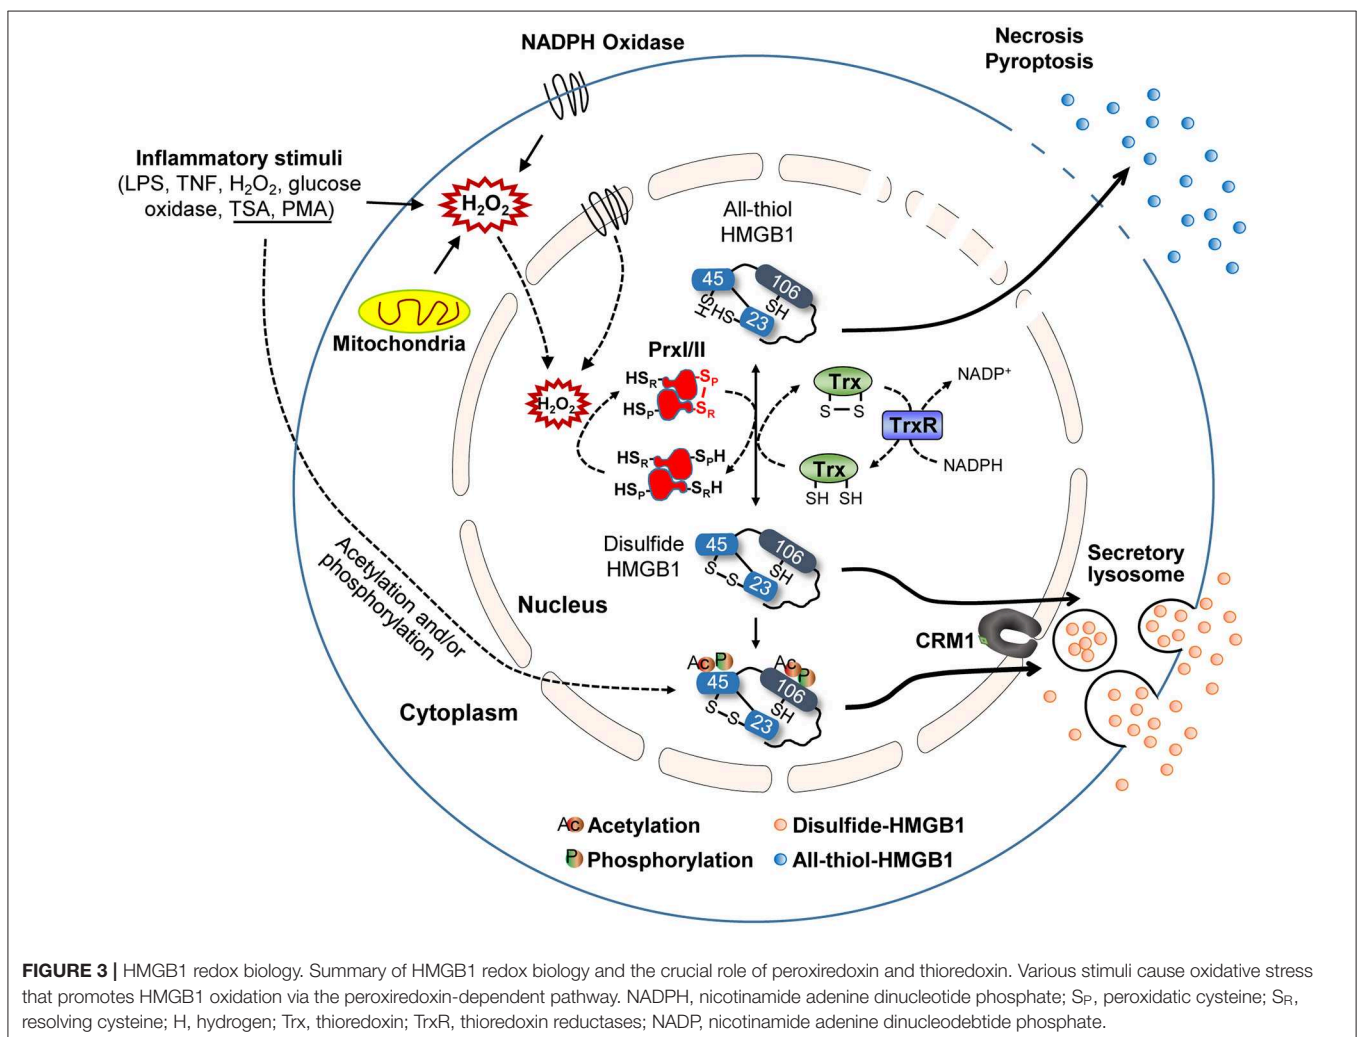 NADPH Oxidase
Necrosis
Pyroptosis
Inflammatory stimuli
(LPS, TNF, H₂O₂, glucose
oxidase, TSA, PMA)
H₂O₂
All-thiol
HMGB1
45
106
SH
SH
HS
23
Mitochondria
PrxI/II
HSR
SP
HSP
SR
H₂O₂
Trx
S–S
NADP⁺
TrxR
NADPH
HSR
SPH
HSP
SRH
Trx
SH SH
Disulfide
HMGB1
45
106
SH
S-S
23
Secretory
lysosome
Acetylation and/or
phosphorylation
Nucleus
CRM1
Ac P
45
Ac
P
106
SH
S-S
23
Cytoplasm
Ac Acetylation
Disulfide-HMGB1
P Phosphorylation
All-thiol-HMGB1
FIGURE 3 | HMGB1 redox biology. Summary of HMGB1 redox biology and the crucial role of peroxiredoxin and thioredoxin. Various stimuli cause oxidative stress
that promotes HMGB1 oxidation via the peroxiredoxin-dependent pathway. NADPH, nicotinamide adenine dinucleotide phosphate; SP, peroxidatic cysteine; SR,
resolving cysteine; H, hydrogen; Trx, thioredoxin; TrxR, thioredoxin reductases; NADP, nicotinamide adenine dinucleodebtide phosphate.